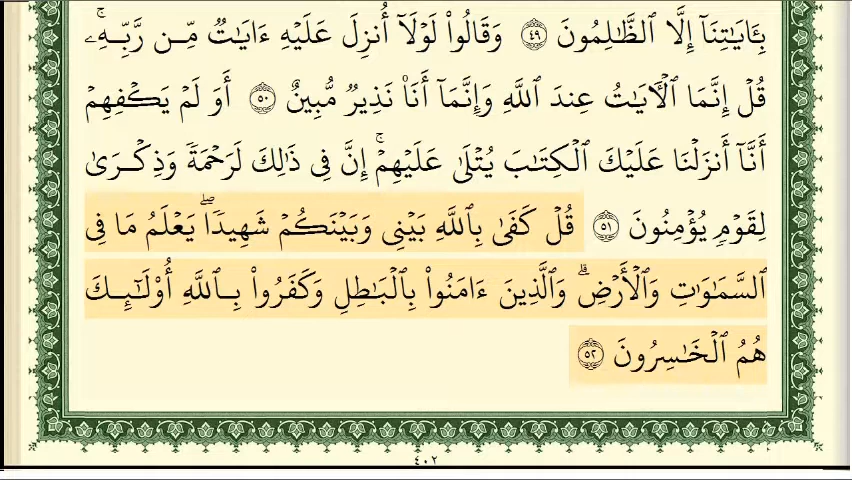 بِـَٔايَٰتِنَآ إِلَّا ٱلظَّٰلِمُونَ ٤٩ وَقَالُوا۟ لَوْلَآ أُنزِلَ عَلَيْهِ ءَايَٰتٌ مِّن رَّبِّهِۦ ۚ
قُلْ إِنَّمَا ٱلْءَايَٰتُ عِندَ ٱللَّهِ وَإِنَّمَآ أَنَا۠ نَذِيرٌ مُّبِينٌ ٥٠ أَوَ لَمْ يَكْفِهِمْ
أَنَّآ أَنزَلْنَا عَلَيْكَ ٱلْكِتَٰبَ يُتْلَىٰ عَلَيْهِمْ ۚ إِنَّ فِى ذَٰلِكَ لَرَحْمَةً وَذِكْرَىٰ
لِقَوْمٍ يُؤْمِنُونَ ٥١ قُلْ كَفَىٰ بِٱللَّهِ بَيْنِى وَبَيْنَكُمْ شَهِيدًا ۖ يَعْلَمُ مَا فِى
ٱلسَّمَٰوَٰتِ وَٱلْأَرْضِ ۗ وَٱلَّذِينَ ءَامَنُوا۟ بِٱلْبَٰطِلِ وَكَفَرُوا۟ بِٱللَّهِ أُو۟لَٰٓئِكَ
هُمُ ٱلْخَٰسِرُونَ ٥٢
٤٠٢